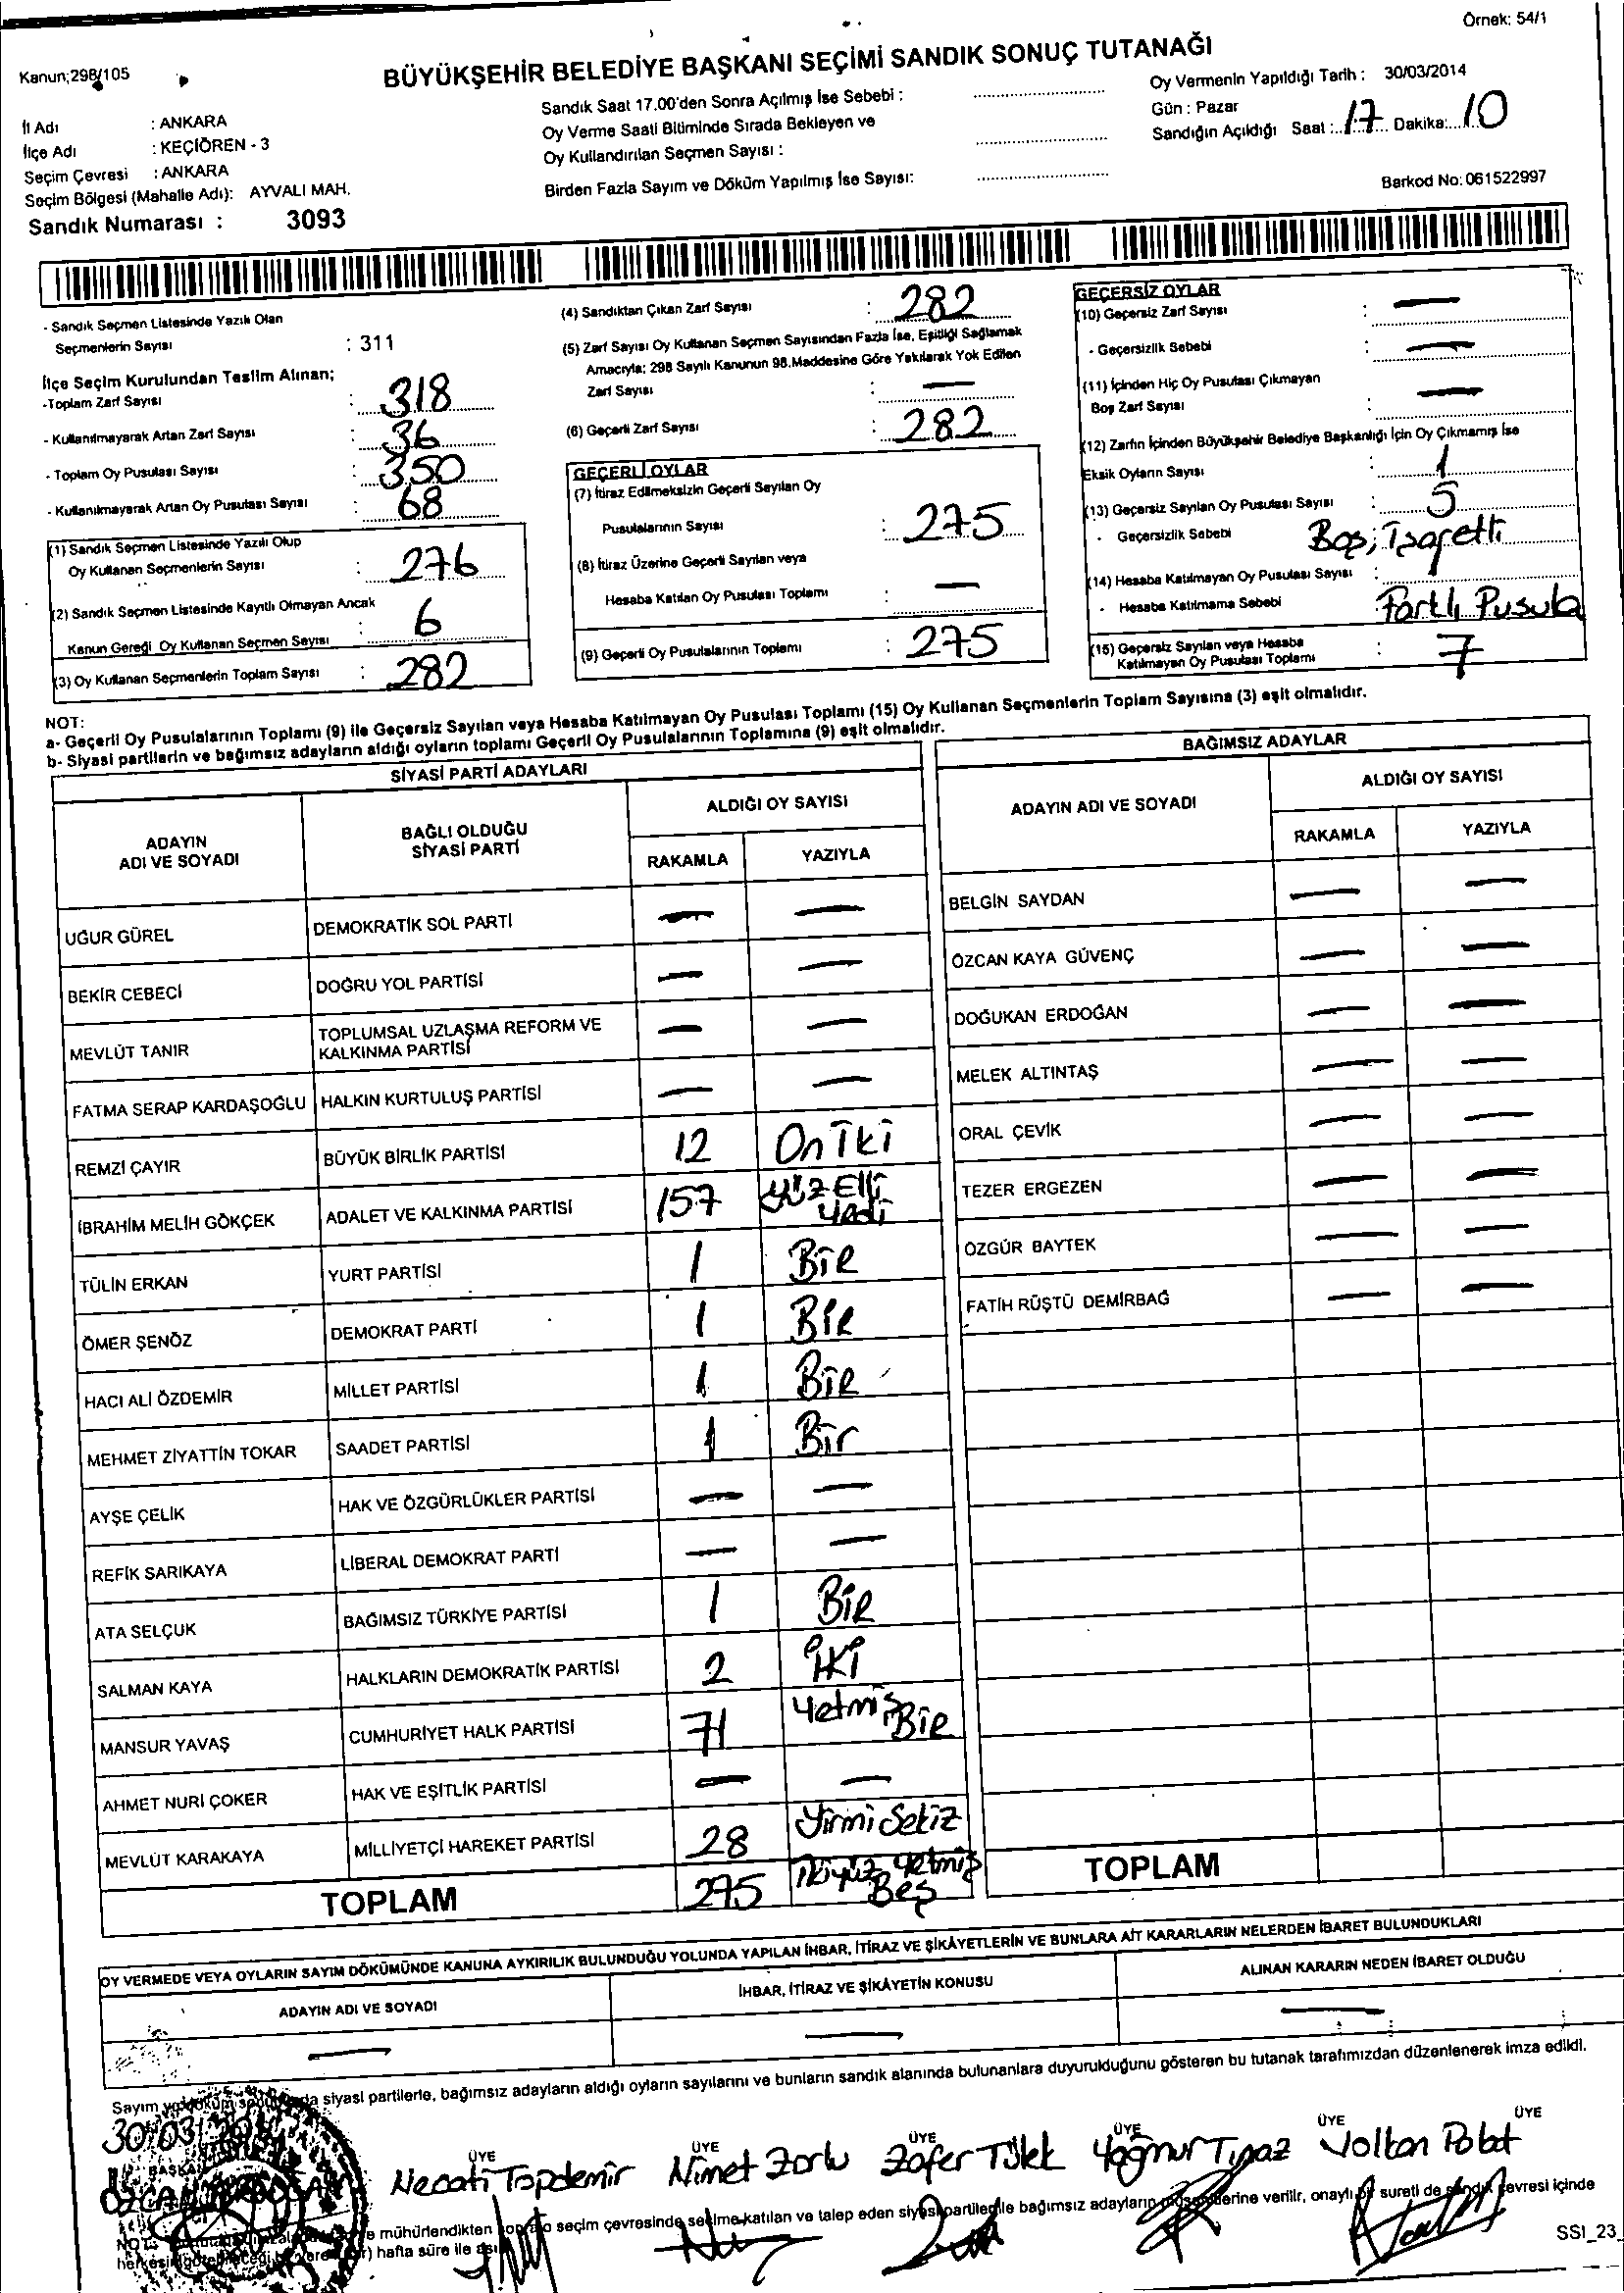 Örnek: 54/1
Kanun;298/105
BÜYÜKŞEHİR BELEDİYE BAŞKANI SEÇİMİ SANDIK SONUÇ TUTANAĞI
İl Adı : ANKARA
İlçe Adı : KEÇİÖREN - 3
Seçim Çevresi : ANKARA
Seçim Bölgesi (Mahalle Adı): AYVALI MAH.
Sandık Numarası : 3093
Sandık Saat 17.00'den Sonra Açılmış İse Sebebi :
Oy Verme Saati Bitiminde Sırada Bekleyen ve
Oy Kullandırılan Seçmen Sayısı :
Birden Fazla Sayım ve Döküm Yapılmış İse Sayısı:
Oy Vermenin Yapıldığı Tarih : 30/03/2014
Gün : Pazar
Sandığın Açıldığı Saat : 17 Dakika: 10
Barkod No: 061522997
- Sandık Seçmen Listesinde Yazılı Olan
Seçmenlerin Sayısı : 311
İlçe Seçim Kurulundan Teslim Alınan;
-Toplam Zarf Sayısı : 318
- Kullanılmayarak Artan Zarf Sayısı : 36
- Toplam Oy Pusulası Sayısı : 350
- Kullanılmayarak Artan Oy Pusulası Sayısı : 68
(1) Sandık Seçmen Listesinde Yazılı Olup
Oy Kullanan Seçmenlerin Sayısı : 276
(2) Sandık Seçmen Listesinde Kayıtlı Olmayan Ancak
Kanun Gereği Oy Kullanan Seçmen Sayısı : 6
(3) Oy Kullanan Seçmenlerin Toplam Sayısı : 282
(4) Sandıktan Çıkan Zarf Sayısı : 282
(5) Zarf Sayısı Oy Kullanan Seçmen Sayısından Fazla İse, Eşitliği Sağlamak
Amacıyla; 298 Sayılı Kanunun 98.Maddesine Göre Yakılarak Yok Edilen
Zarf Sayısı : —
(6) Geçerli Zarf Sayısı : 282
GEÇERLİ OYLAR
(7) İtiraz Edilmeksizin Geçerli Sayılan Oy
Pusulalarının Sayısı : 275
(8) İtiraz Üzerine Geçerli Sayılan veya
Hesaba Katılan Oy Pusulası Toplamı : —
(9) Geçerli Oy Pusulalarının Toplamı : 275
GEÇERSİZ OYLAR
(10) Geçersiz Zarf Sayısı : —
- Geçersizlik Sebebi : —
(11) İçinden Hiç Oy Pusulası Çıkmayan
Boş Zarf Sayısı : —
(12) Zarfın İçinden Büyükşehir Belediye Başkanlığı İçin Oy Çıkmamış İse
Eksik Oyların Sayısı : 1
(13) Geçersiz Sayılan Oy Pusulası Sayısı : 5
- Geçersizlik Sebebi Boş, İşaretli
(14) Hesaba Katılmayan Oy Pusulası Sayısı :
- Hesaba Katılmama Sebebi Farklı Pusula
(15) Geçersiz Sayılan veya Hesaba
Katılmayan Oy Pusulası Toplamı : 7
NOT:
a- Geçerli Oy Pusulalarının Toplamı (9) ile Geçersiz Sayılan veya Hesaba Katılmayan Oy Pusulası Toplamı (15) Oy Kullanan Seçmenlerin Toplam Sayısına (3) eşit olmalıdır.
b- Siyasi partilerin ve bağımsız adayların aldığı oyların toplamı Geçerli Oy Pusulalarının Toplamına (9) eşit olmalıdır.
SİYASİ PARTİ ADAYLARI
ADAYIN ADI VE SOYADI
BAĞLI OLDUĞU SİYASİ PARTİ
ALDIĞI OY SAYISI
RAKAMLA YAZIYLA
UĞUR GÜREL DEMOKRATİK SOL PARTİ — —
BEKİR CEBECİ DOĞRU YOL PARTİSİ — —
MEVLÜT TANIR TOPLUMSAL UZLAŞMA REFORM VE KALKINMA PARTİSİ — —
FATMA SERAP KARDAŞOĞLU HALKIN KURTULUŞ PARTİSİ — —
REMZİ ÇAYIR BÜYÜK BİRLİK PARTİSİ 12 On İki
İBRAHİM MELİH GÖKÇEK ADALET VE KALKINMA PARTİSİ 157 Yüz Elli Yedi
TÜLİN ERKAN YURT PARTİSİ 1 BİR
ÖMER ŞENÖZ DEMOKRAT PARTİ 1 BİR
HACI ALİ ÖZDEMİR MİLLET PARTİSİ 1 BİR
MEHMET ZİYATTİN TOKAR SAADET PARTİSİ 1 Bir
AYŞE ÇELİK HAK VE ÖZGÜRLÜKLER PARTİSİ — —
REFİK SARIKAYA LİBERAL DEMOKRAT PARTİ — —
ATA SELÇUK BAĞIMSIZ TÜRKİYE PARTİSİ 1 BİR
SALMAN KAYA HALKLARIN DEMOKRATİK PARTİSİ 2 İKİ
MANSUR YAVAŞ CUMHURİYET HALK PARTİSİ 71 Yetmiş BİR
AHMET NURİ ÇOKER HAK VE EŞİTLİK PARTİSİ — —
MEVLÜT KARAKAYA MİLLİYETÇİ HAREKET PARTİSİ 28 Yirmi Sekiz
TOPLAM 275 İkiyüz Yetmiş Beş
BAĞIMSIZ ADAYLAR
ADAYIN ADI VE SOYADI
ALDIĞI OY SAYISI
RAKAMLA YAZIYLA
BELGİN SAYDAN — —
ÖZCAN KAYA GÜVENÇ — —
DOĞUKAN ERDOĞAN — —
MELEK ALTINTAŞ — —
ORAL ÇEVİK — —
TEZER ERGEZEN — —
ÖZGÜR BAYTEK — —
FATİH RÜŞTÜ DEMİRBAĞ — —
TOPLAM
OY VERMEDE VEYA OYLARIN SAYIM DÖKÜMÜNDE KANUNA AYKIRILIK BULUNDUĞU YOLUNDA YAPILAN İHBAR, İTİRAZ VE ŞİKÂYETLERİN VE BUNLARA AİT KARARLARIN NELERDEN İBARET BULUNDUKLARI
ADAYIN ADI VE SOYADI İHBAR, İTİRAZ VE ŞİKÂYETİN KONUSU ALINAN KARARIN NEDEN İBARET OLDUĞU
— — —
Sayım ve döküm siyasi partilerle, bağımsız adayların aldığı oyların sayılarını ve bunların sandık alanında bulunanlara duyurulduğunu gösteren bu tutanak tarafımızdan düzenlenerek imza edildi.
30/03/2014
BAŞKAN ÜYE ÜYE ÜYE ÜYE ÜYE ÜYE
ÖZCAN Necati Topdemir Nimet Zorlu Zafer Tülek Yağmur Volkan Polat
NOT: mühürlendikten seçim çevresinde seçime katılan ve talep eden siyasi partiler ile bağımsız adayların verilir, onaylı bir sureti de sandık çevresi içinde
hafta süre ile
SSI_23